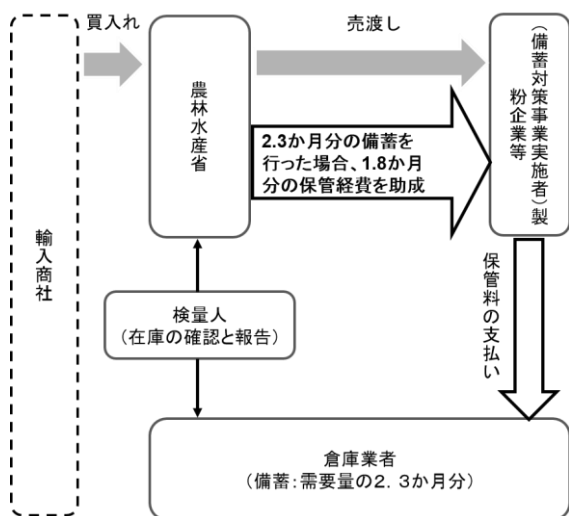 買入れ
売渡し
輸入商社
農林水産省
2.3か月分の備蓄を
行った場合、1.8か月
分の保管経費を助成
(備蓄対策事業実施者)製
粉企業等
検量人
(在庫の確認と報告)
保管料の支払い
倉庫業者
(備蓄:需要量の2.3か月分)